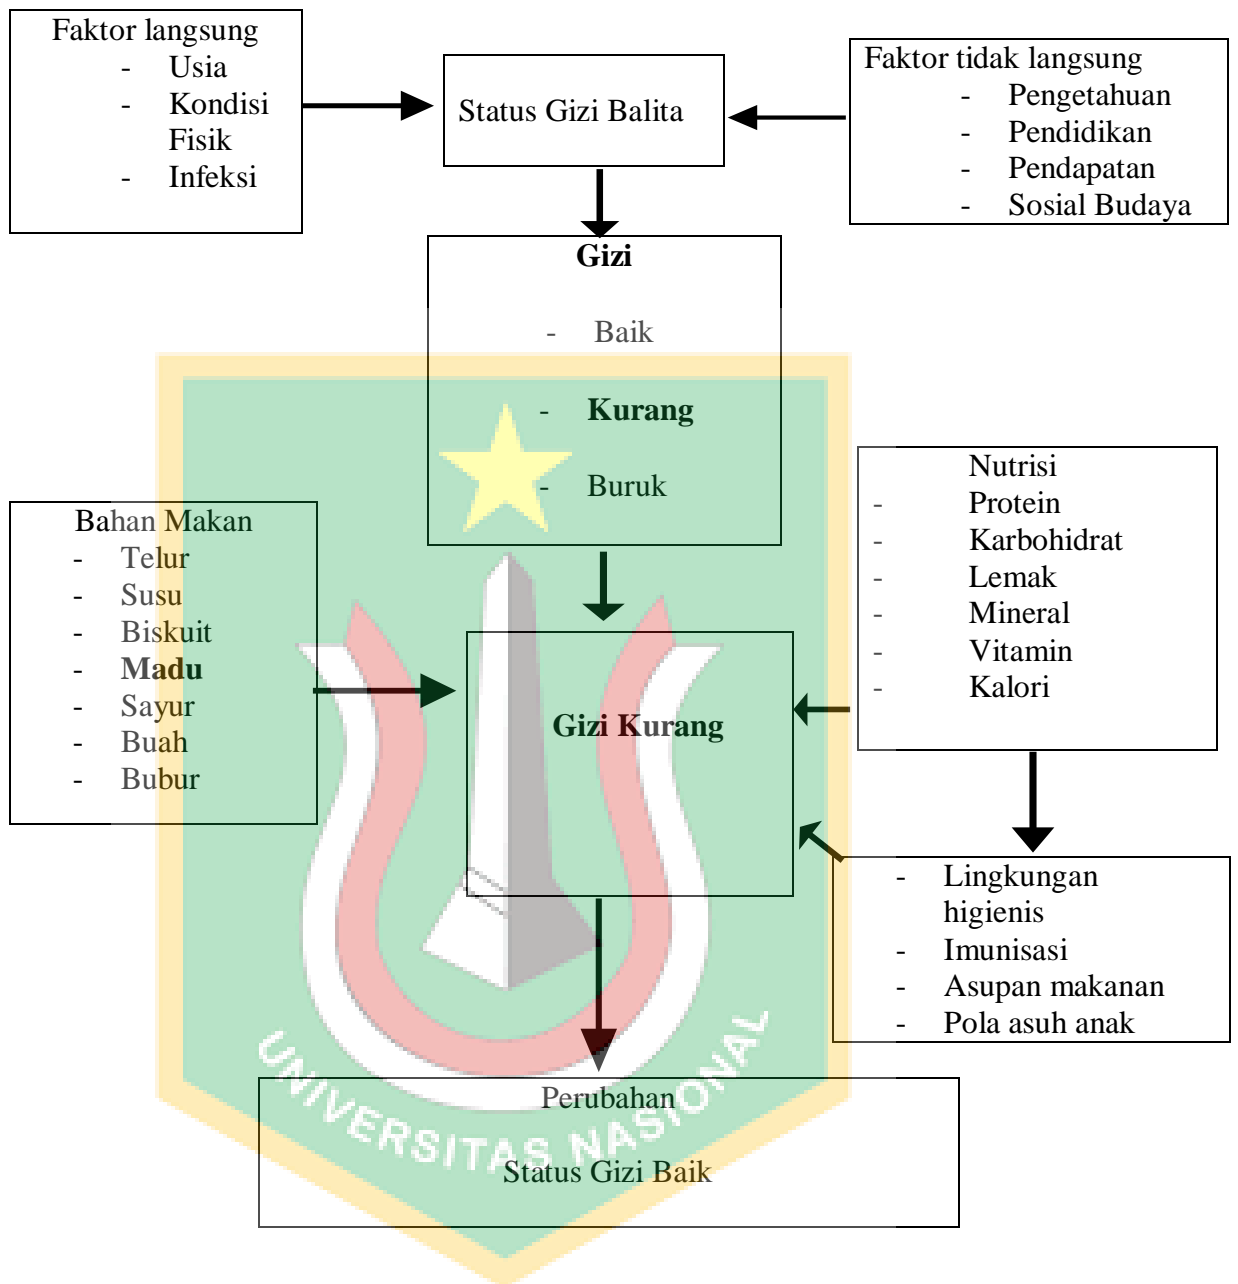 Faktor langsung
- Usia
- Kondisi
Fisik
- Infeksi
Status Gizi Balita
Faktor tidak langsung
- Pengetahuan
- Pendidikan
- Pendapatan
- Sosial Budaya
Gizi
- Baik
- Kurang
- Buruk
Bahan Makan
- Telur
- Susu
- Biskuit
- Madu
- Sayur
- Buah
- Bubur
Gizi Kurang
Nutrisi
- Protein
- Karbohidrat
- Lemak
- Mineral
- Vitamin
- Kalori
- Lingkungan
higienis
- Imunisasi
- Asupan makanan
- Pola asuh anak
Perubahan
Status Gizi Baik
UNIVERSITAS NASIONAL